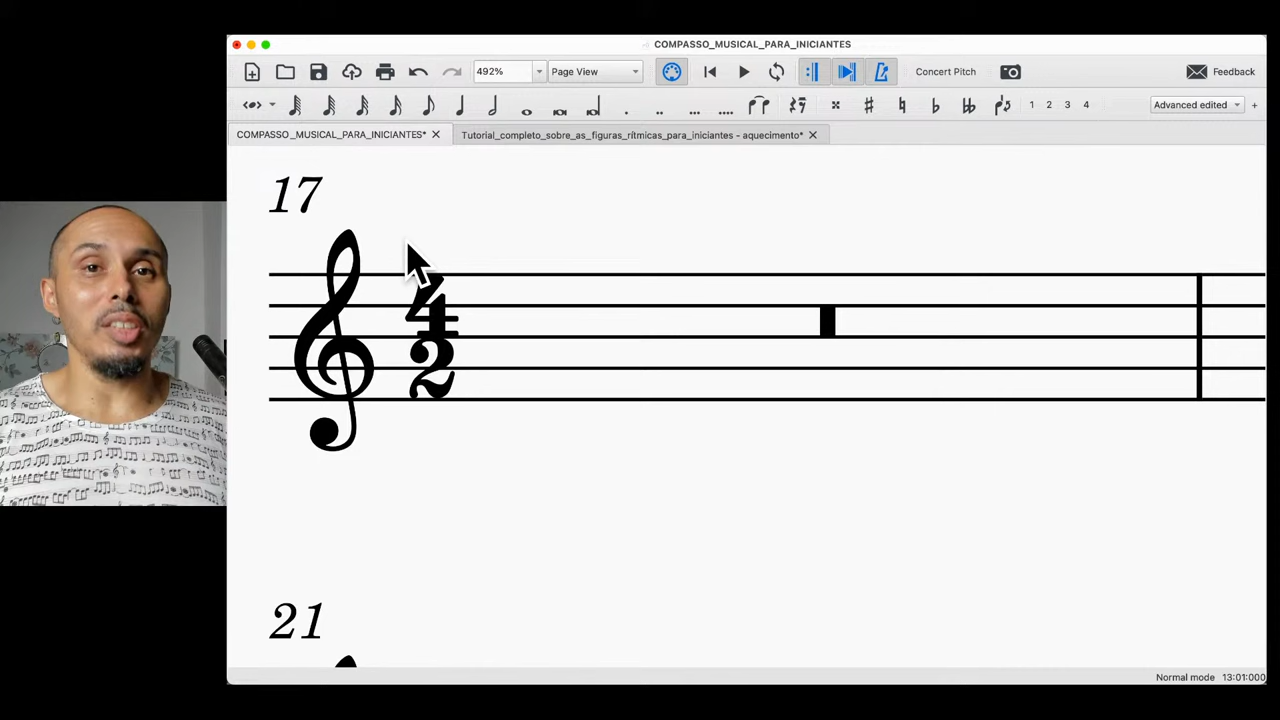 COMPASSO_MUSICAL_PARA_INICIANTES
492% Page View Concert Pitch Feedback
1 2 3 4 Advanced edited +
COMPASSO_MUSICAL_PARA_INICIANTES* Tutorial_completo_sobre_as_figuras_rítmicas_para_iniciantes - aquecimento*
17
4
2
21
Normal mode 13:01:000